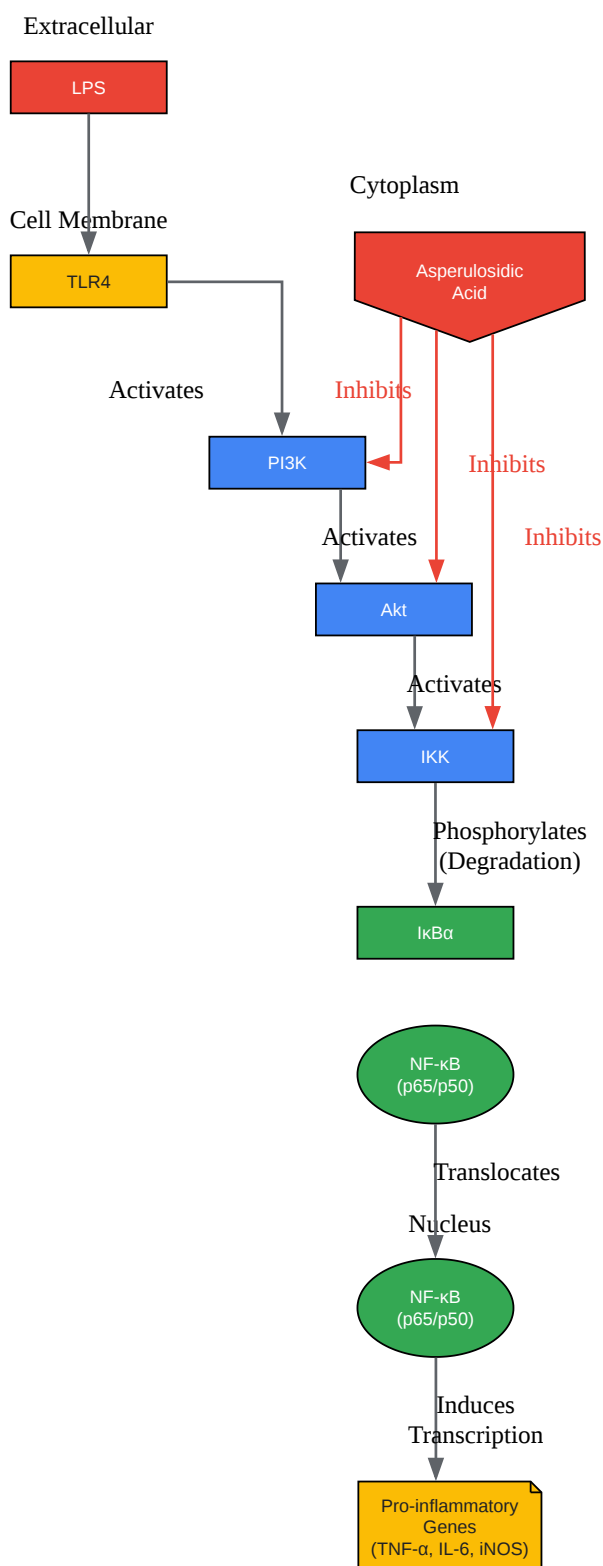 Extracellular
LPS
Cytoplasm
Cell Membrane
TLR4
Asperulosidic
Acid
Activates
Inhibits
PI3K
Inhibits
Activates
Inhibits
Akt
Activates
IKK
Phosphorylates
(Degradation)
IκBα
NF-κB
(p65/p50)
Translocates
Nucleus
NF-κB
(p65/p50)
Induces
Transcription
Pro-inflammatory
Genes
(TNF-α, IL-6, iNOS)